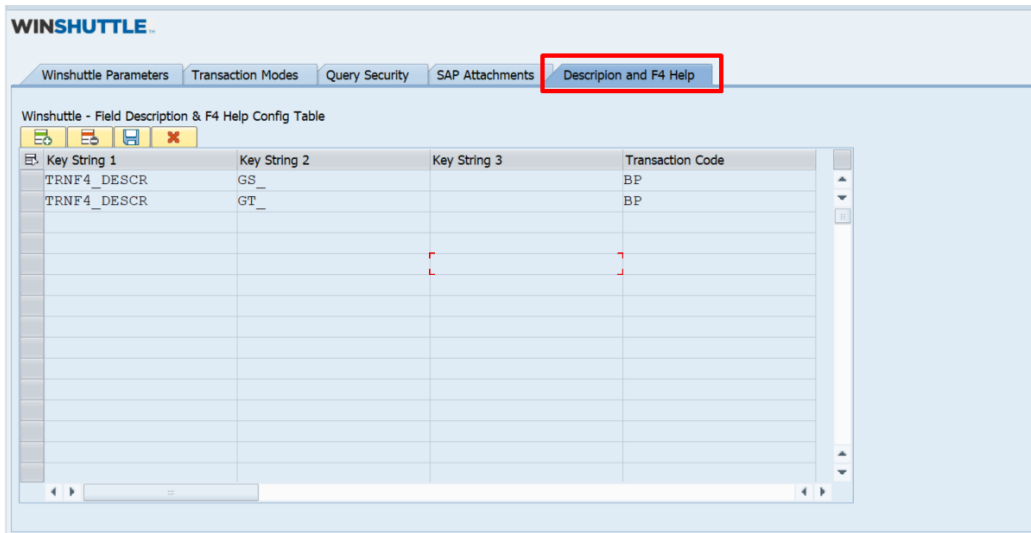 WINSHUTTLE™
Winshuttle Parameters Transaction Modes Query Security SAP Attachments Descripion and F4 Help
Winshuttle - Field Description & F4 Help Config Table
Key String 1 Key String 2 Key String 3 Transaction Code
TRNF4_DESCR GS_ BP
TRNF4_DESCR GT_ BP